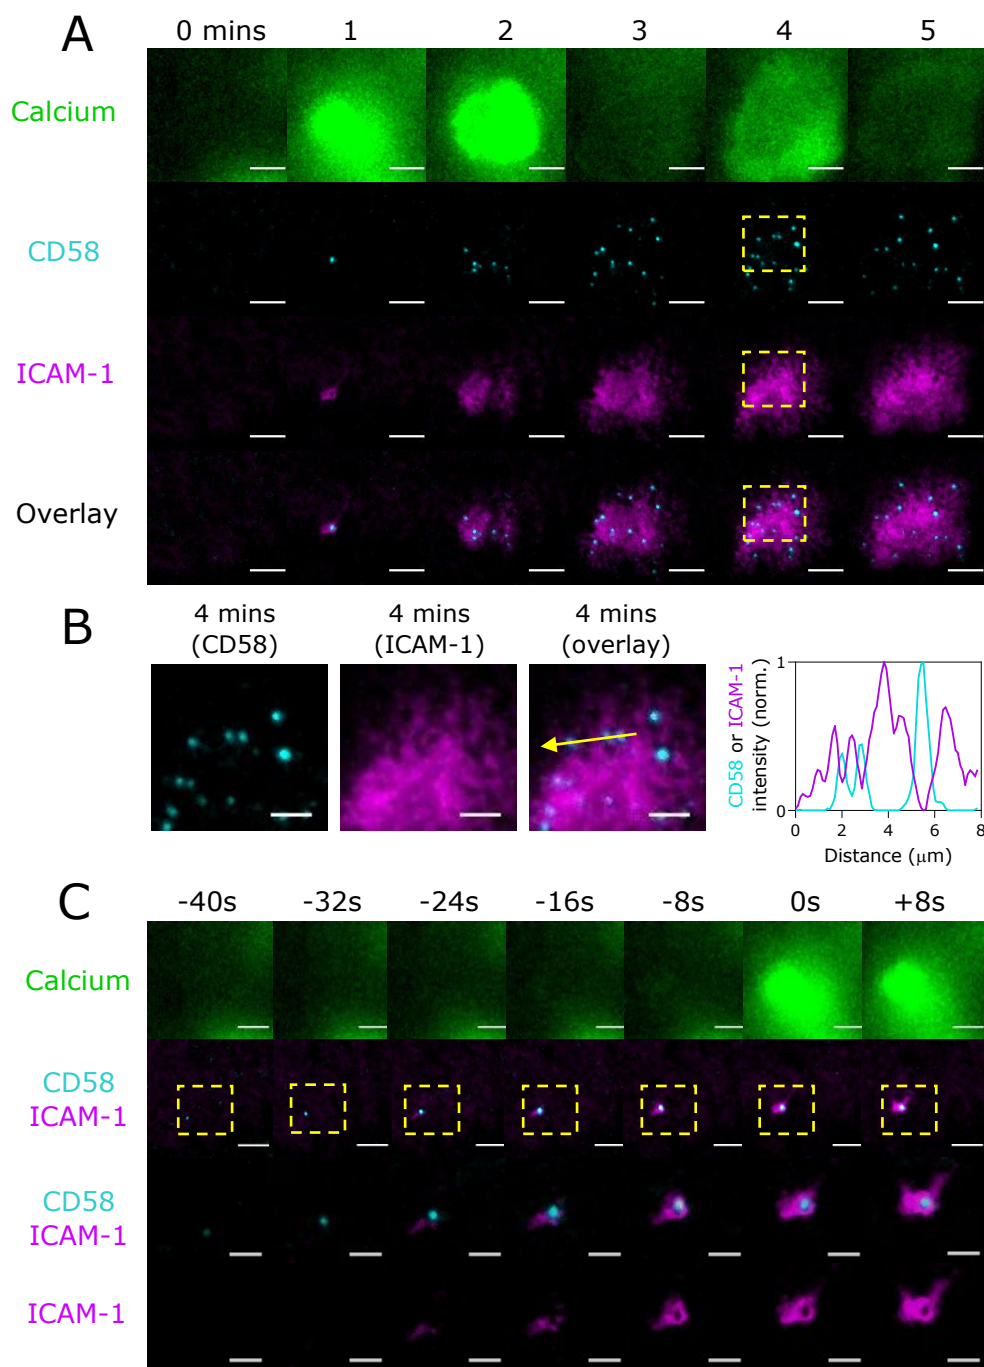 A
0 mins 1 2 3 4 5
Calcium
CD58
ICAM-1
Overlay
B
4 mins
(CD58)
4 mins
(ICAM-1)
4 mins
(overlay)
CD58 or ICAM-1
intensity (norm.)
1
0
0 2 4 6 8
Distance (μm)
C
-40s -32s -24s -16s -8s 0s +8s
Calcium
CD58
ICAM-1
CD58
ICAM-1
ICAM-1